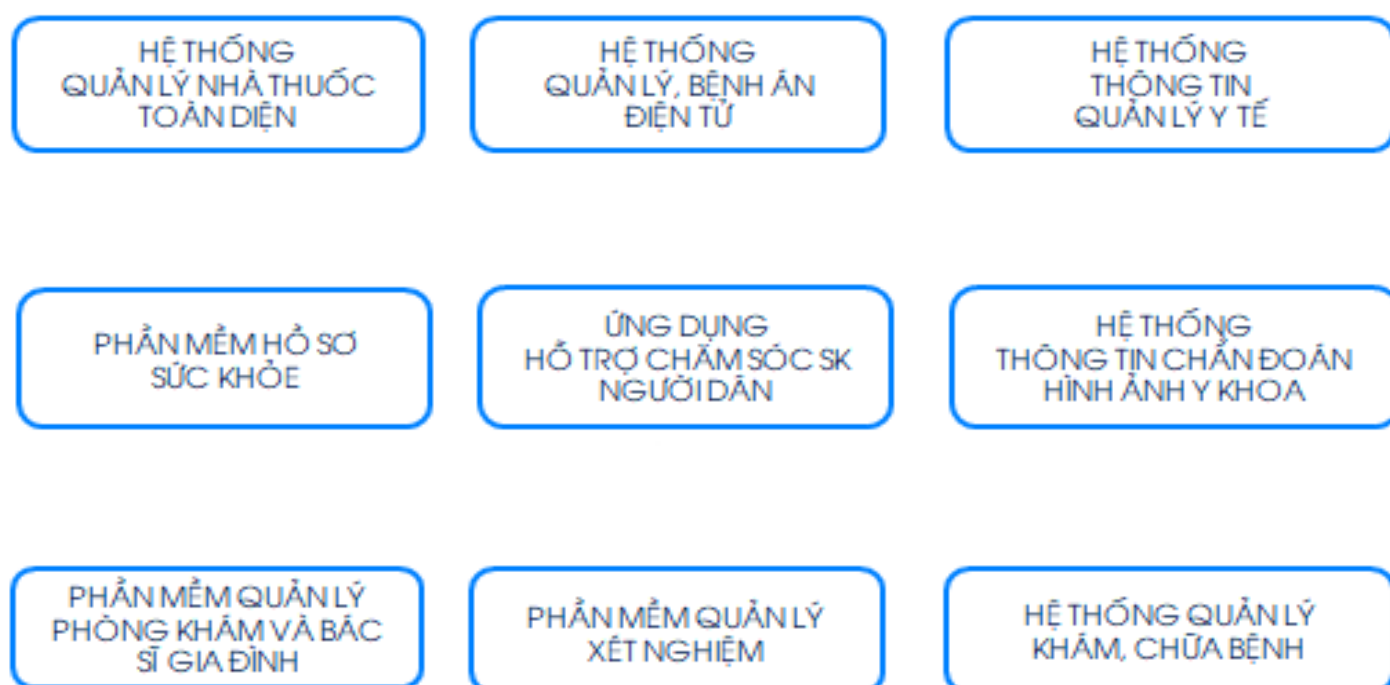 HỆ THỐNG
QUẢN LÝ NHÀ THUỐC
TOÀN DIỆN
HỆ THỐNG
QUẢN LÝ, BỆNH ÁN
ĐIỆN TỬ
HỆ THỐNG
THÔNG TIN
QUẢN LÝ Y TẾ
PHẦN MỀM HỒ SƠ
SỨC KHỎE
ỨNG DỤNG
HỖ TRỢ CHĂM SÓC SK
NGƯỜI DÂN
HỆ THỐNG
THÔNG TIN CHẨN ĐOÁN
HÌNH ẢNH Y KHOA
PHẦN MỀM QUẢN LÝ
PHÒNG KHÁM VÀ BÁC
SĨ GIA ĐÌNH
PHẦN MỀM QUẢN LÝ
XÉT NGHIỆM
HỆ THỐNG QUẢN LÝ
KHÁM, CHỮA BỆNH